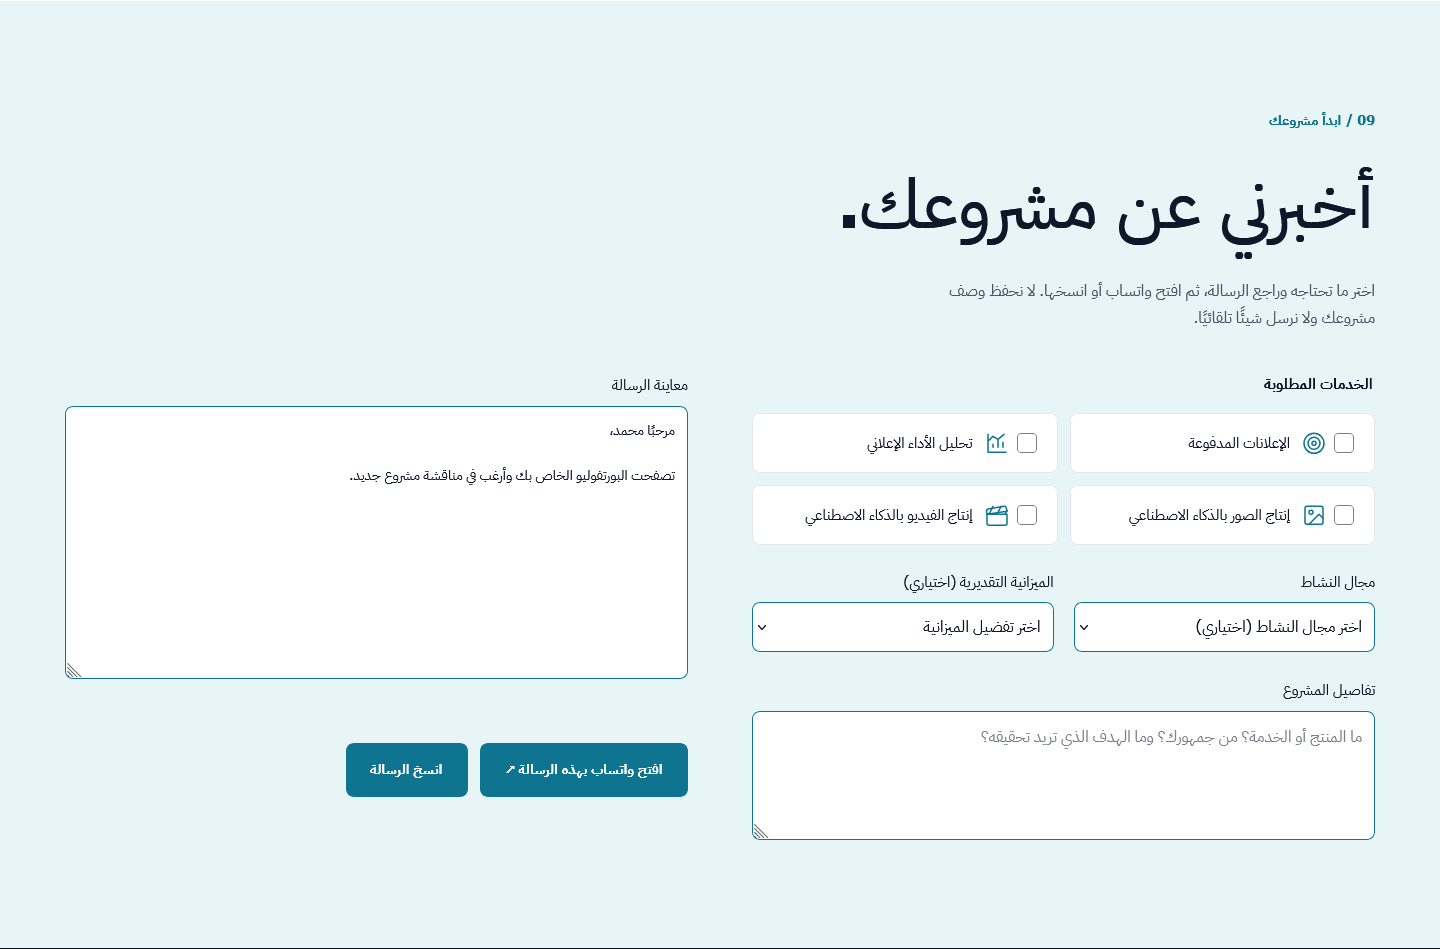 09 / ابدأ مشروعك
أخبرني عن مشروعك.
اختر ما تحتاجه وراجع الرسالة، ثم افتح واتساب أو انسخها. لا نحفظ وصف
مشروعك ولا نرسل شيئًا تلقائيًا.
الخدمات المطلوبة
الإعلانات المدفوعة
تحليل الأداء الإعلاني
إنتاج الصور بالذكاء الاصطناعي
إنتاج الفيديو بالذكاء الاصطناعي
مجال النشاط
الميزانية التقديرية (اختياري)
اختر مجال النشاط (اختياري)
اختر تفضيل الميزانية
تفاصيل المشروع
ما المنتج أو الخدمة؟ من جمهورك؟ وما الهدف الذي تريد تحقيقه؟
معاينة الرسالة
مرحبًا محمد،
تصفحت البورتفوليو الخاص بك وأرغب في مناقشة مشروع جديد.
افتح واتساب بهذه الرسالة ↗
انسخ الرسالة